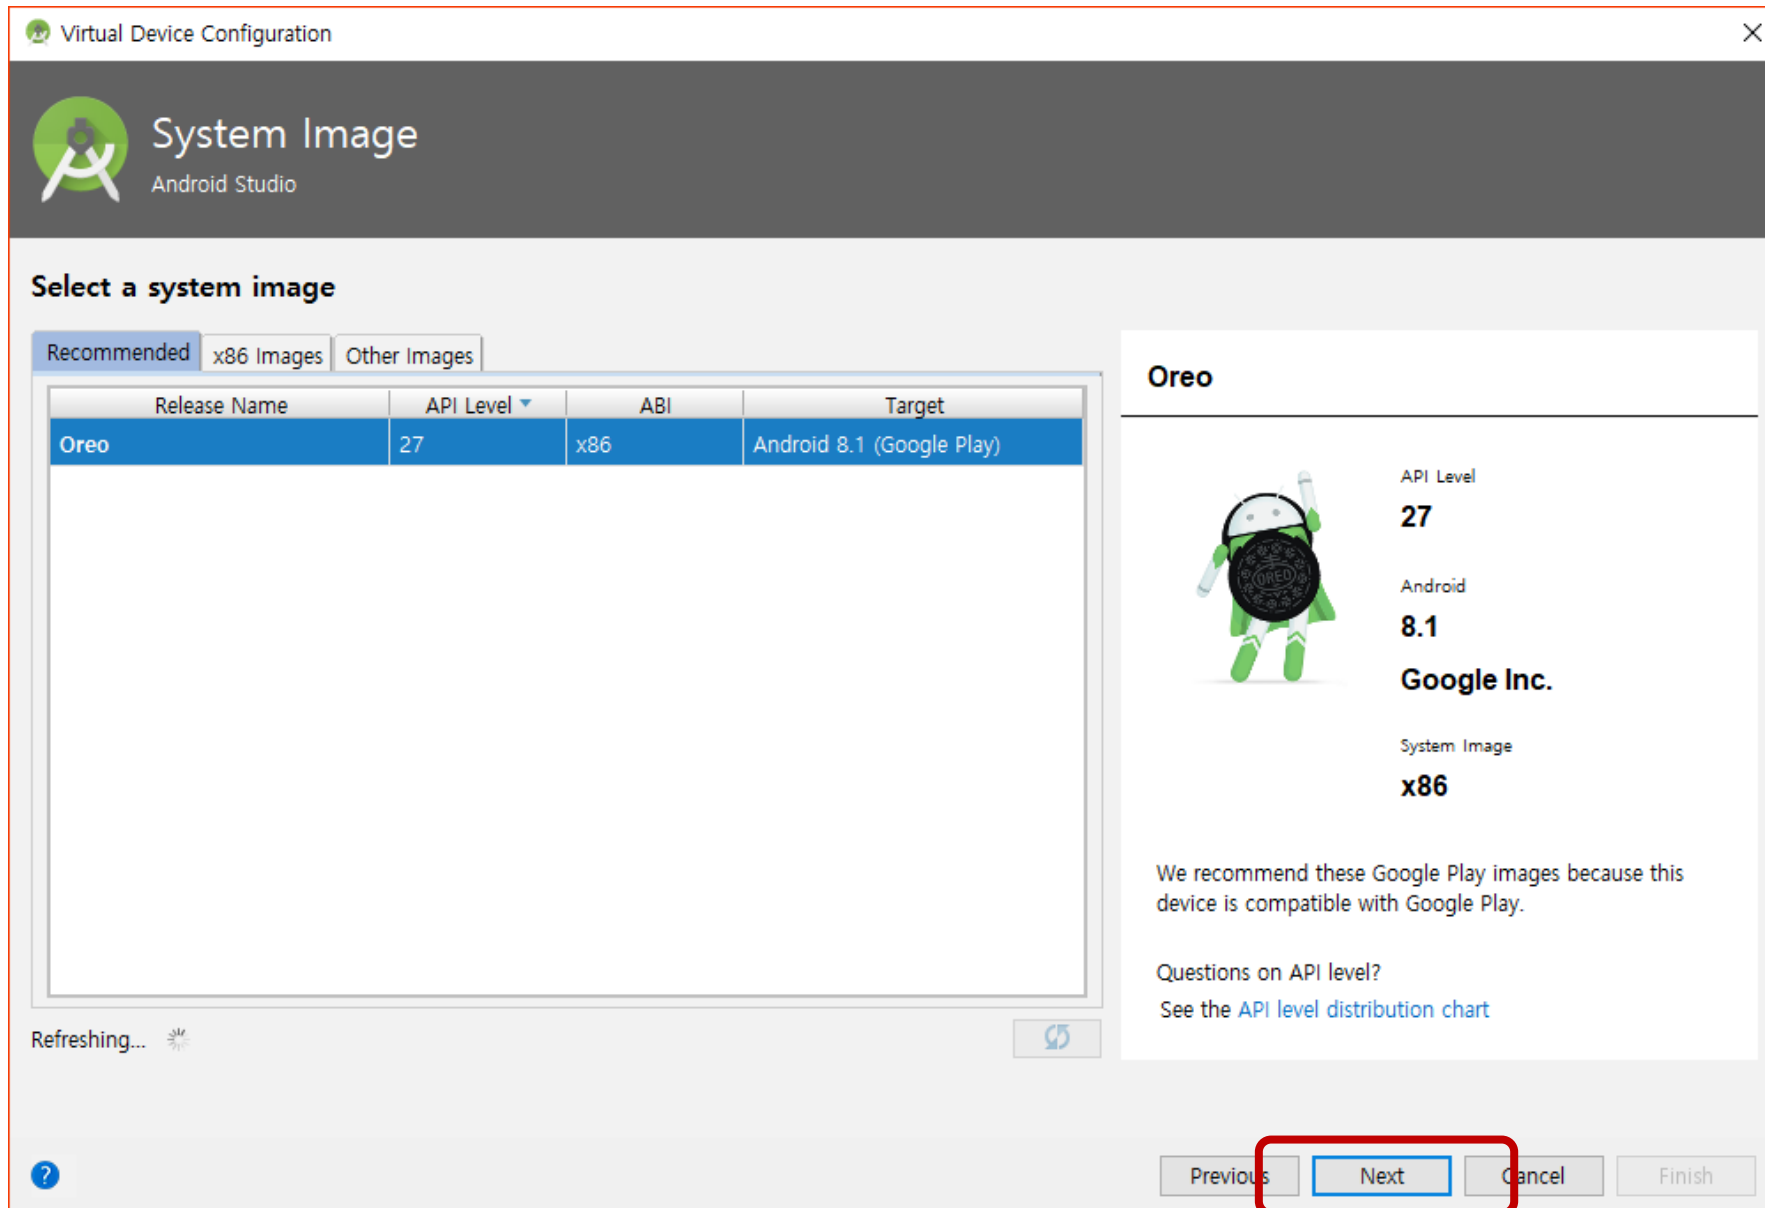 Virtual Device Configuration
System Image
Android Studio
Select a system image
Recommended x86 Images Other Images
Release Name API Level ABI Target
Oreo 27 x86 Android 8.1 (Google Play)
Refreshing...
Oreo
OREO
API Level
27
Android
8.1
Google Inc.
System Image
x86
We recommend these Google Play images because this
device is compatible with Google Play.
Questions on API level?
See the API level distribution chart
?
Previous Next Cancel Finish